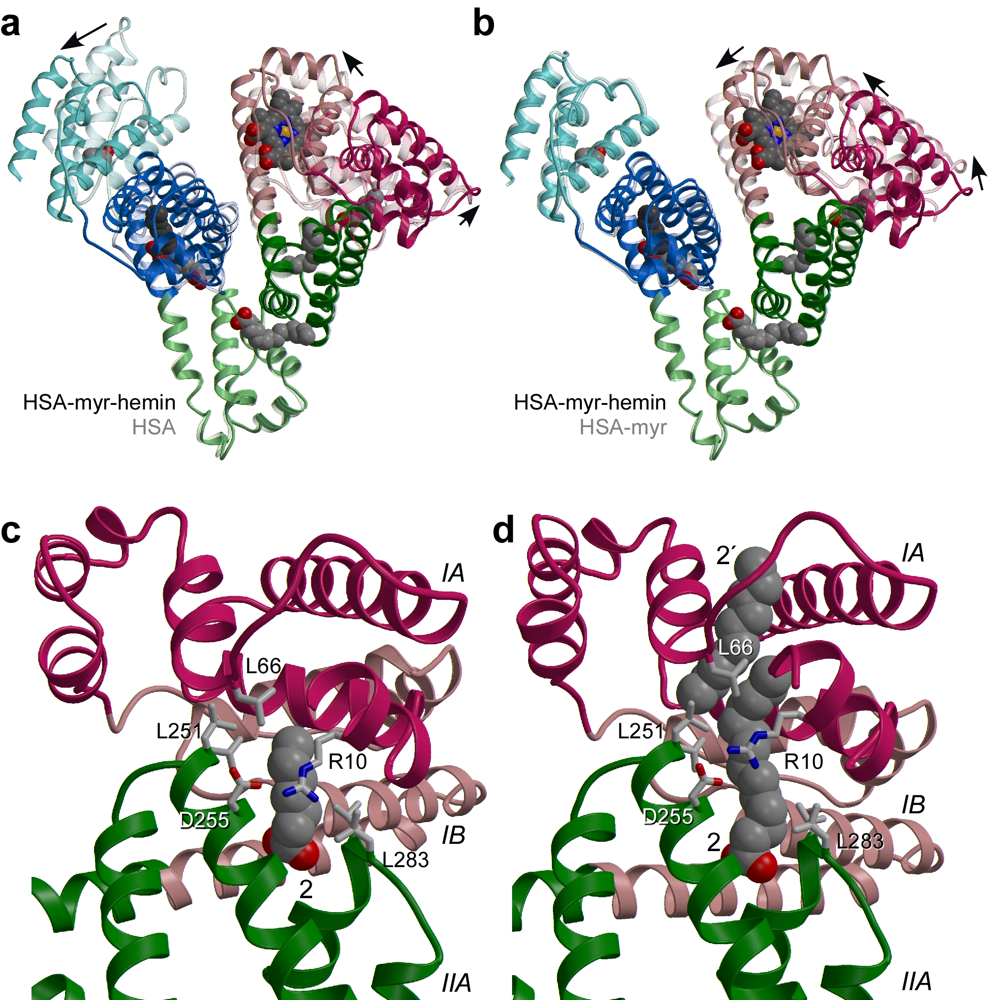 a
b
HSA-myr-hemin
HSA
HSA-myr-hemin
HSA-myr
c
IA
L66
L251
R10
D255
IB
L283
2
IIA
d
2′
IA
L66
L251
R10
D255
IB
2
L283
IIA